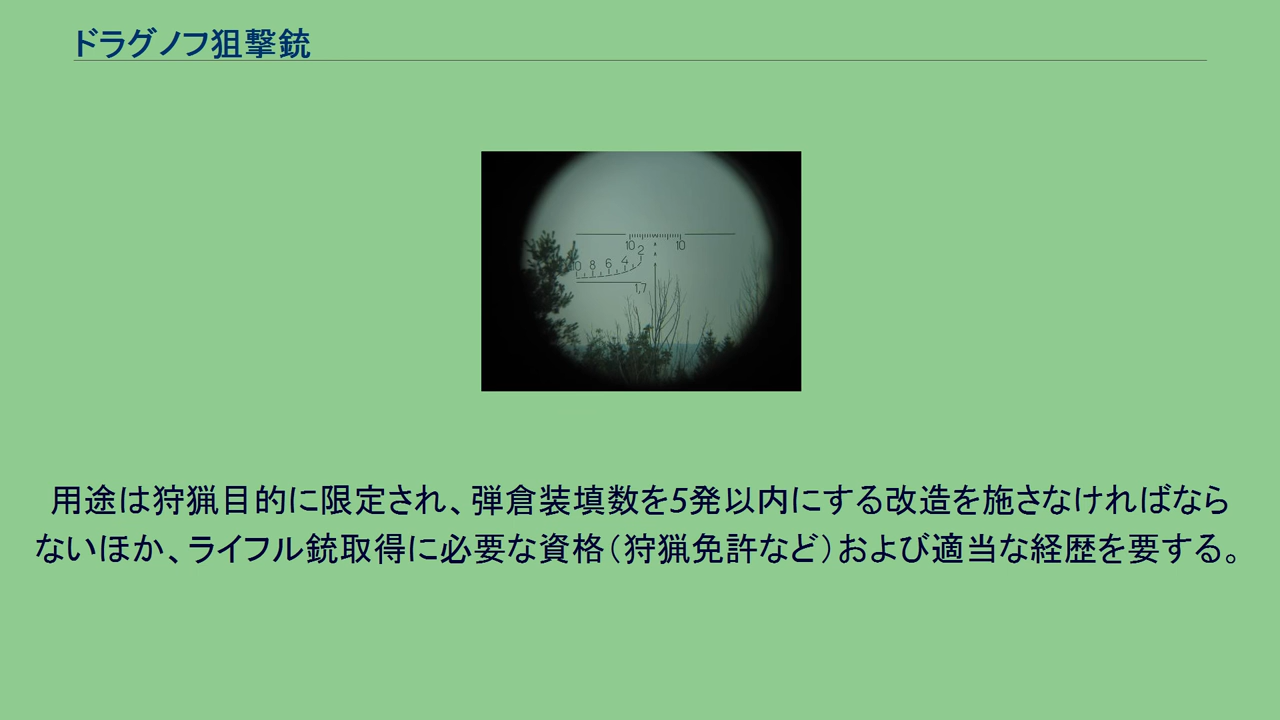 ドラグノフ狙撃銃
10 2 10
10 8 6 4
1,7
用途は狩猟目的に限定され、弾倉装填数を5発以内にする改造を施さなければなら
ないほか、ライフル銃取得に必要な資格（狩猟免許など）および適当な経歴を要する。